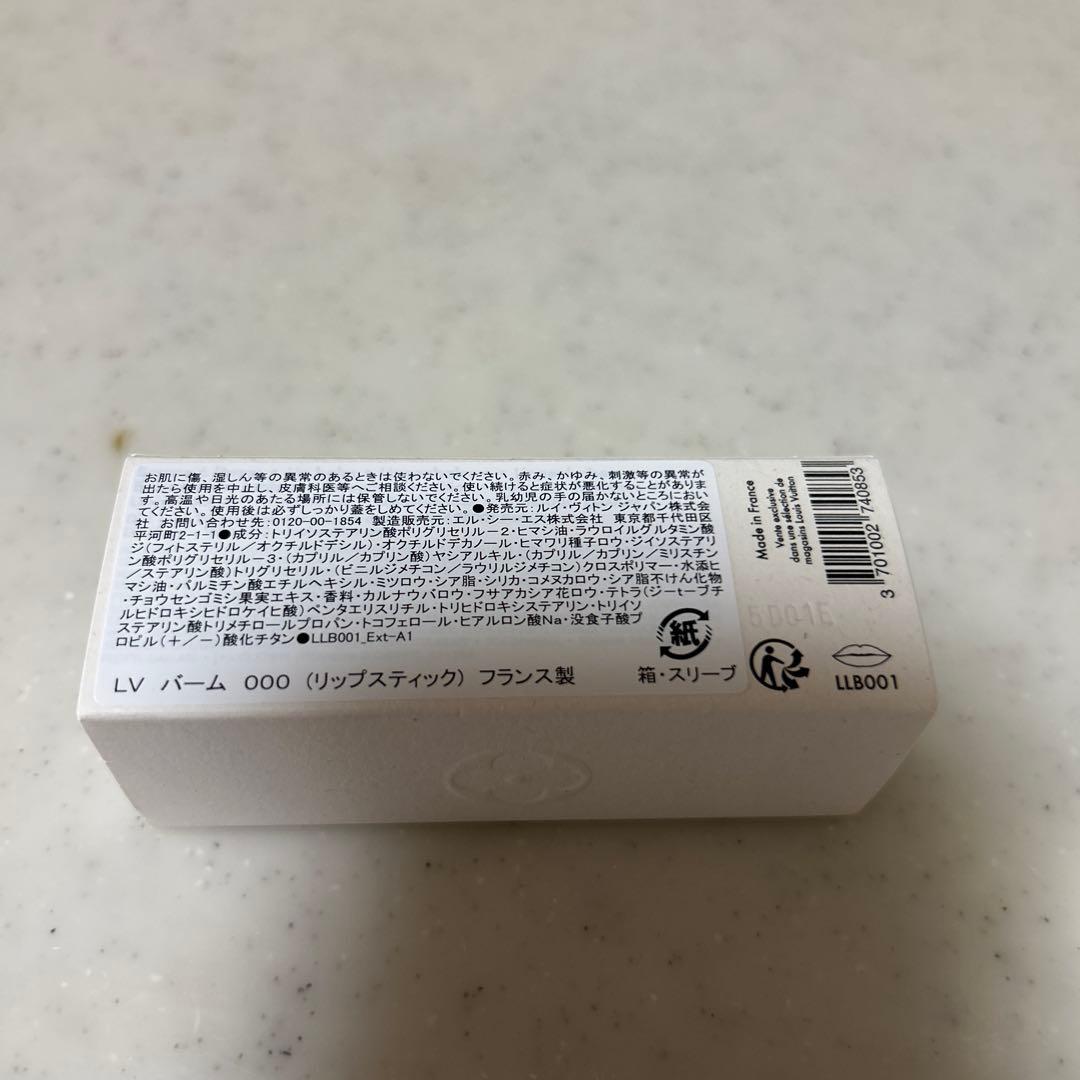 お肌に傷、湿しん等の異常のあるときは使わないでください。赤み、かゆみ、刺激等の異常が
出たら使用を中止し、皮膚科医等へご相談ください。使い続けると症状が悪化することがありま
す。高温や日光のあたる場所には保管しないでください。乳幼児の手の届かないところにおい
てください。使用後は必ずしっかり蓋をしめてください。●発売元:ルイ・ヴィトン ジャパン株式会
社 お問い合わせ先:0120-00-1854 製造販売元:エル・シー・エス株式会社 東京都千代田区
平河町2-1-1●成分:トリイソステアリン酸ポリグリセリル-2・ヒマシ油・ラウロイルグルタミン酸
ジ(フィトステリル/オクチルドデシル)・オクチルドデカノール・ヒマワリ種子ロウ・ジイソステアリ
ン酸ポリグリセリル-3・(カプリル/カプリン酸)ヤシアルキル・(カプリル/カプリン/ミリスチン
/ステアリン酸)トリグリセリル・(ビニルジメチコン/ラウリルジメチコン)クロスポリマー・水添ヒ
マシ油・パルミチン酸エチルヘキシル・ミツロウ・シア脂・シリカ・コメヌカロウ・シア脂不けん化物
・チョウセンゴミシ果実エキス・香料・カルナウバロウ・フサアカシア花ロウ・テトラ(ジーtーブチ
ルヒドロキシヒドロケイヒ酸)ペンタエリスリチル・トリヒドロキシステアリン・トリイソ
ステアリン酸トリメチロールプロパン・トコフェロール・ヒアルロン酸Na・没食子酸プ
ロピル(+/-)酸化チタン●LLB001_Ext-A1
LV バーム 000 (リップスティック) フランス製
紙
箱・スリーブ
Made in France
Vente exclusive
dans une sélection de
magasins Louis Vuitton
3 701002 740853
5D01E
LLB001